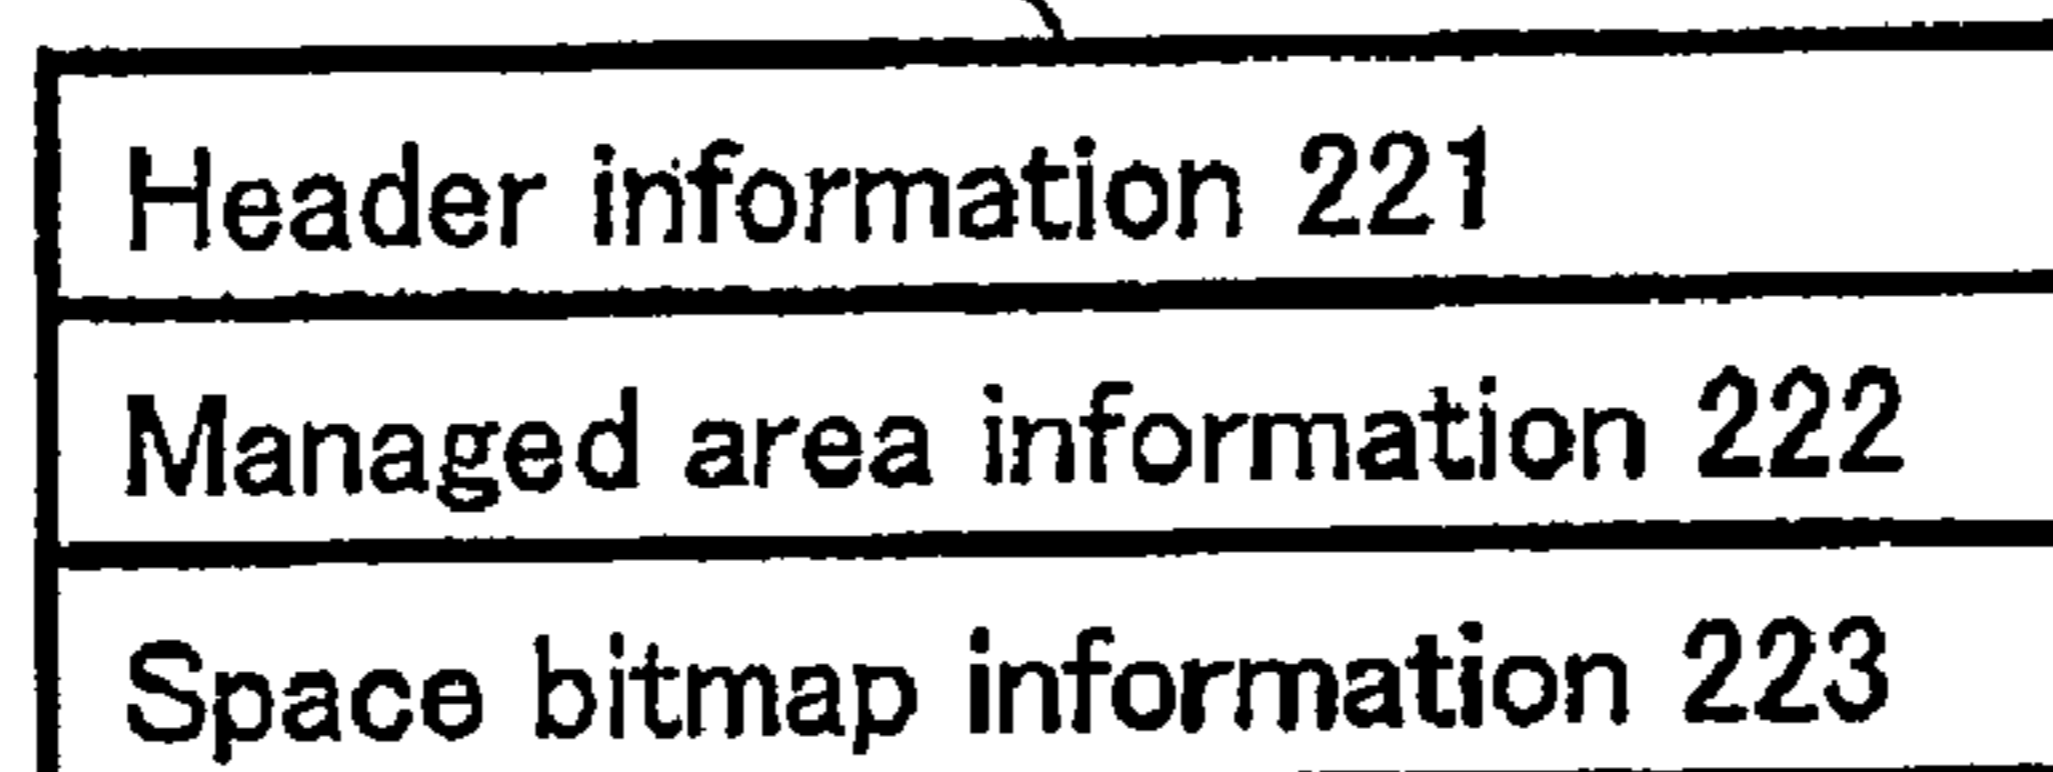 Header information 221
Managed area information 222
Space bitmap information 223